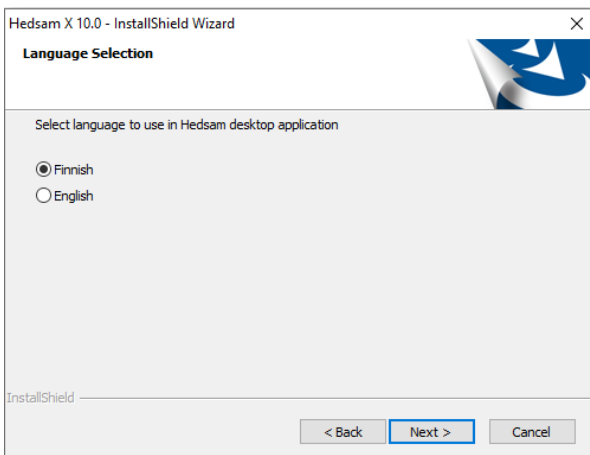 Hedsam X 10.0 - InstallShield Wizard
Language Selection
Select language to use in Hedsam desktop application
Finnish
English
InstallShield
< Back
Next >
Cancel